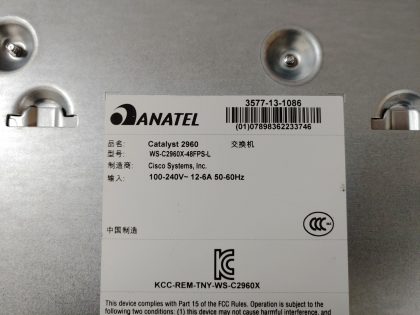 ANATEL
3577-13-1086
(01)07898362233746
品名: Catalyst 2960 交换机
型号: WS-C2960X-48FPS-L
制造商: Cisco Systems, Inc.
输入: 100-240V~ 12-6A 50-60Hz
中国制造
CCC
KCC-REM-TNY-WS-C2960X
This device complies with Part 15 of the FCC Rules. Operation is subject to the
following two conditions: (1) this device may not cause harmful interference, and